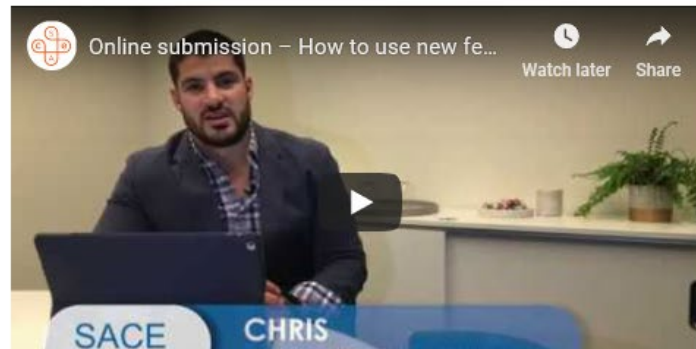 Online submission – How to use new fe...
Watch later
Share
SACE
CHRIS